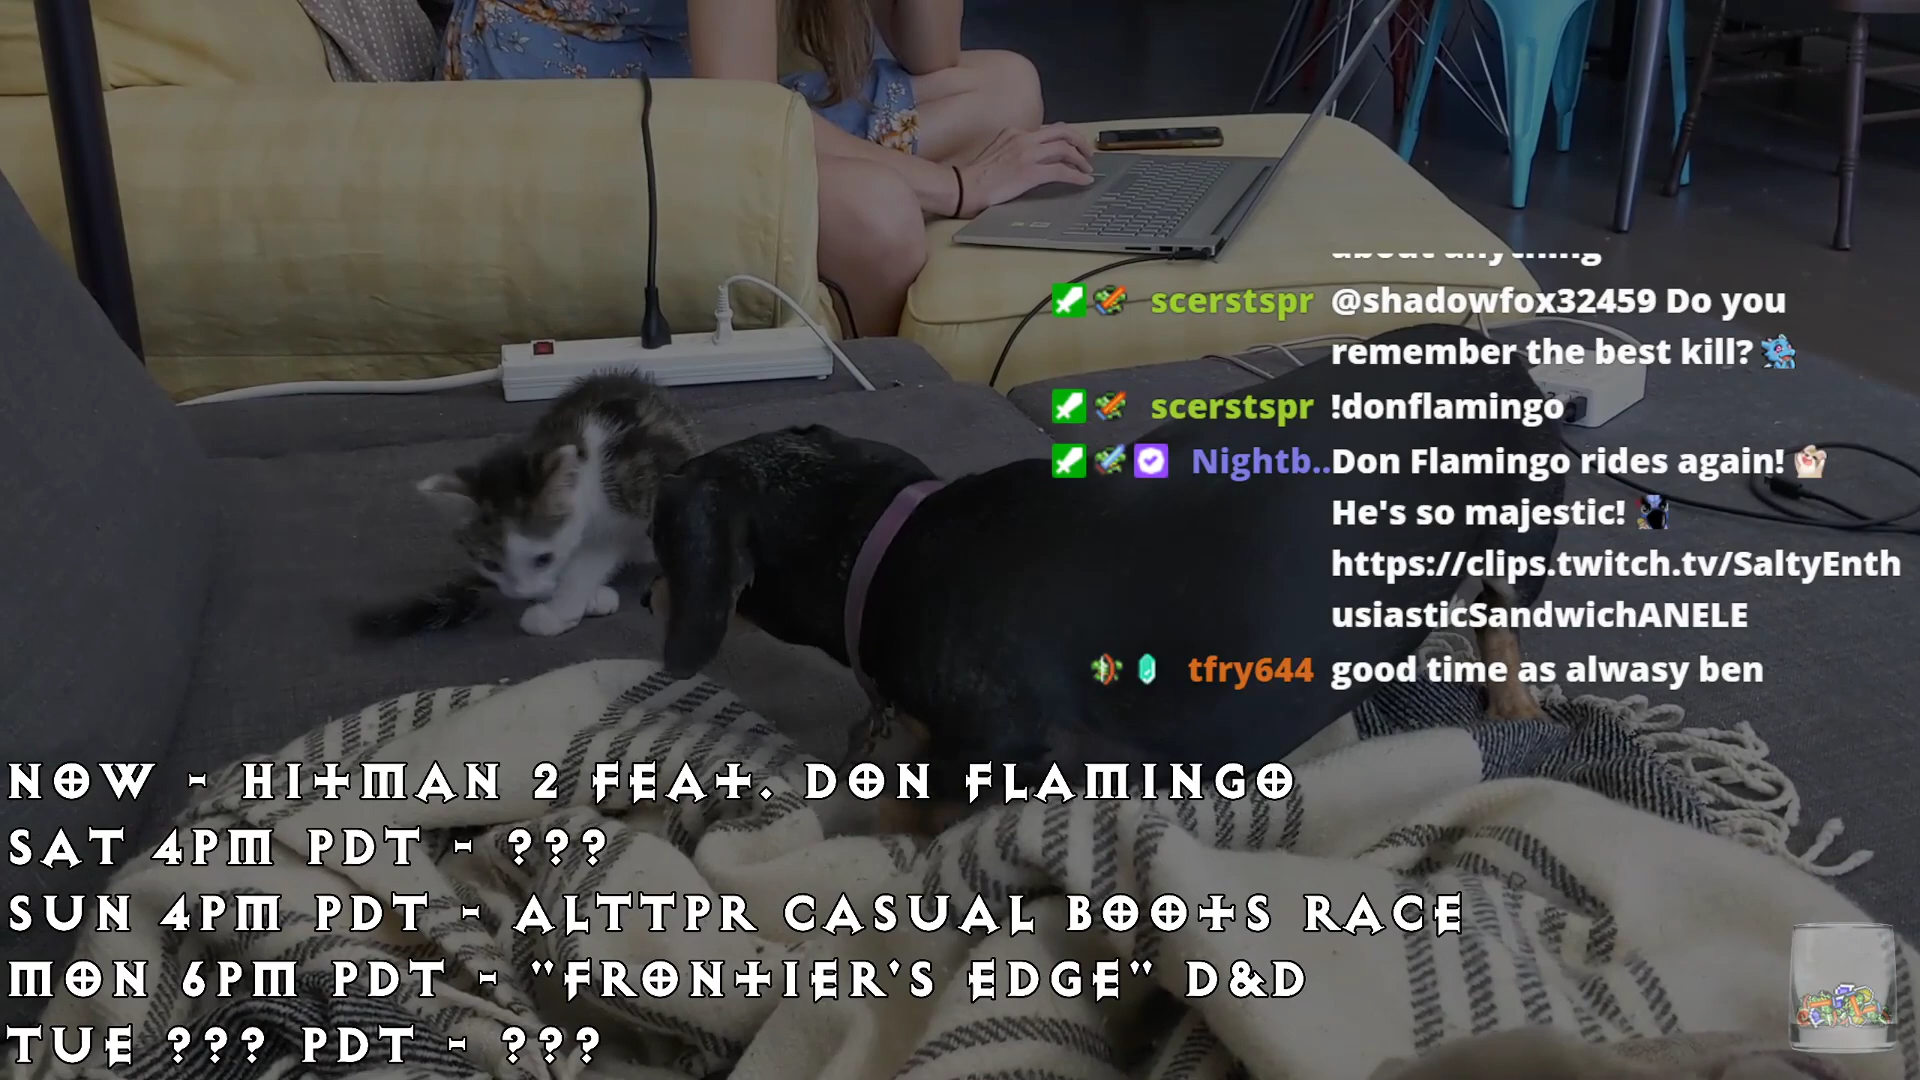 about anything
scerstspr @shadowfox32459 Do you
remember the best kill?
scerstspr !donflamingo
Nightb.. Don Flamingo rides again!
He's so majestic!
https://clips.twitch.tv/SaltyEnth
usiasticSandwichANELE
tfry644 good time as alwasy ben
NOW - HITMAN 2 FEAT. DON FLAMINGO
SAT 4PM PDT - ???
SUN 4PM PDT - ALTTPR CASUAL BOOTS RACE
MON 6PM PDT - "FRONTIER'S EDGE" D&D
TUE ??? PDT - ???